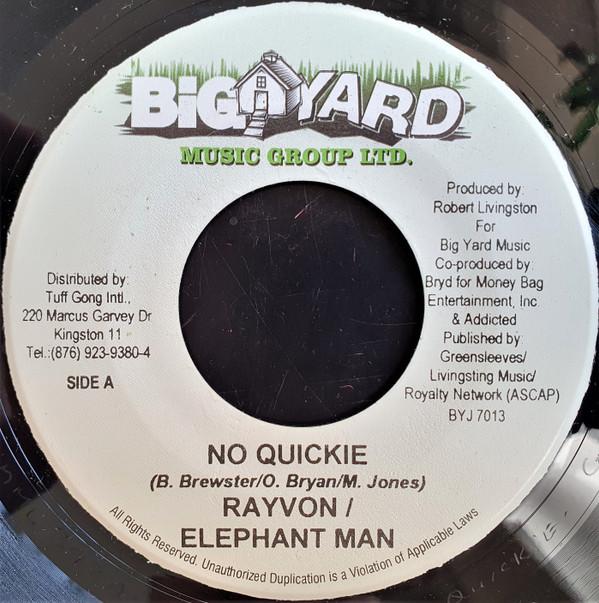 BiG YARD
MUSIC GROUP LTD.
Produced by:
Robert Livingston
For
Big Yard Music
Co-produced by:
Bryd for Money Bag
Entertainment, Inc.
& Addicted
Published by:
Greensleeves/
Livingsting Music/
Royalty Network (ASCAP)
BYJ 7013
Distributed by:
Tuff Gong Intl.,
220 Marcus Garvey Dr
Kingston 11
Tel.:(876) 923-9380-4
SIDE A
NO QUICKIE
(B. Brewster/O. Bryan/M. Jones)
RAYVON /
ELEPHANT MAN
All Rights Reserved. Unauthorized Duplication is a Violation of Applicable Laws